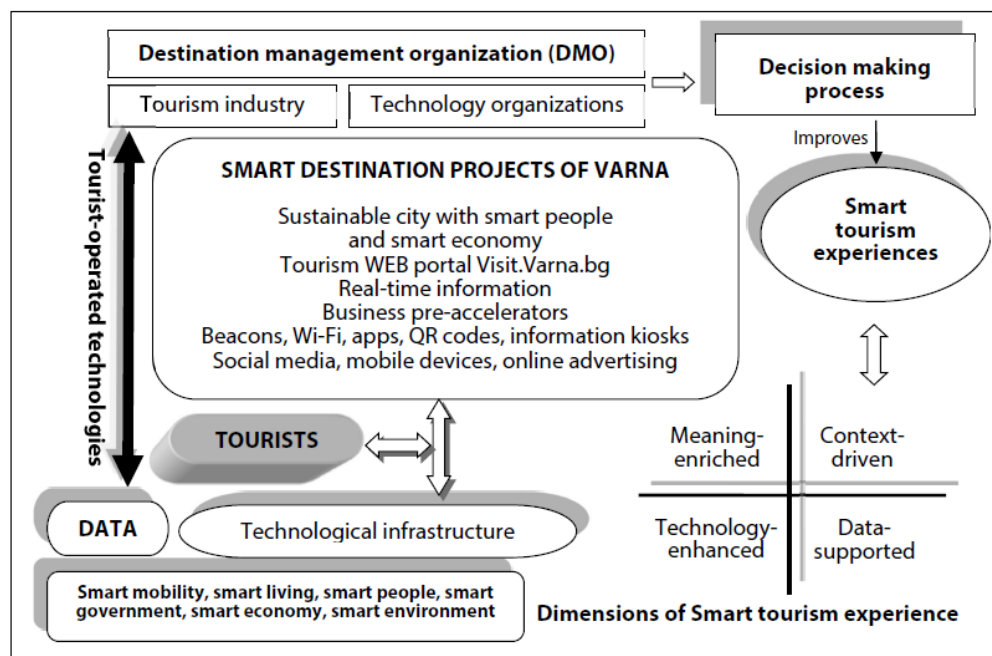 Destination management organization (DMO)
Tourism industry
Technology organizations
Decision making
process
Improves
Smart
tourism
experiences
Tourist-operated technologies
SMART DESTINATION PROJECTS OF VARNA
Sustainable city with smart people
and smart economy
Tourism WEB portal Visit.Varna.bg
Real-time information
Business pre-accelerators
Beacons, Wi-Fi, apps, QR codes, information kiosks
Social media, mobile devices, online advertising
TOURISTS
DATA
Technological infrastructure
Smart mobility, smart living, smart people, smart
government, smart economy, smart environment
Meaning-
enriched
Context-
driven
Technology-
enhanced
Data-
supported
Dimensions of Smart tourism experience